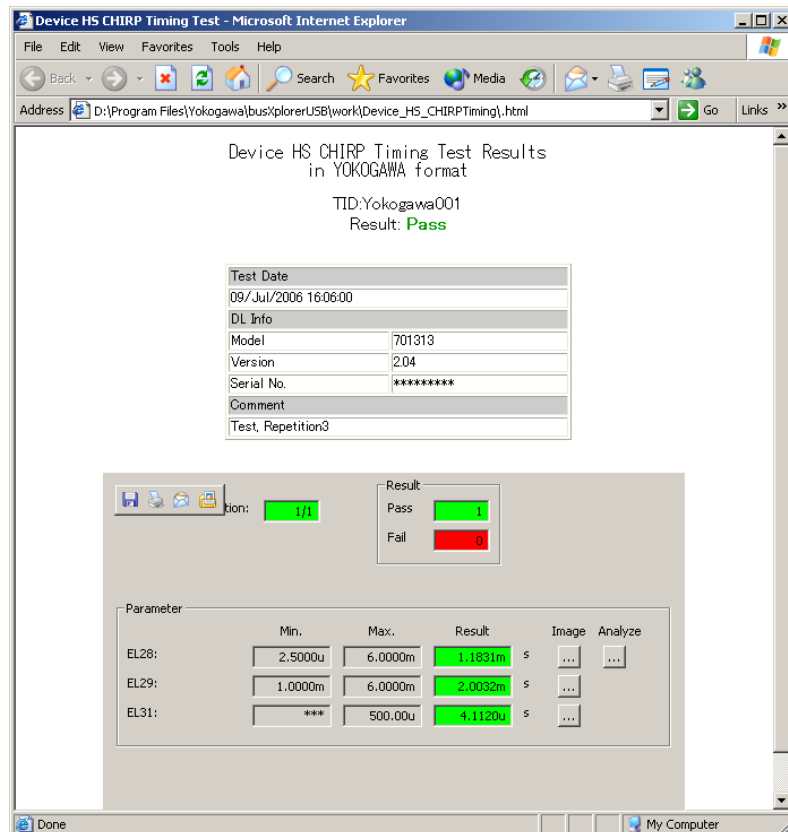 Device HS CHIRP Timing Test - Microsoft Internet Explorer
File Edit View Favorites Tools Help
Back Search Favorites Media
Address D:\Program Files\Yokogawa\busXplorerUSB\work\Device_HS_CHIRPTiming\.html Go Links »
Device HS CHIRP Timing Test Results
in YOKOGAWA format
TID:Yokogawa001
Result: Pass
Test Date
09/Jul/2006 16:06:00
DL Info
Model 701313
Version 2.04
Serial No. *********
Comment
Test, Repetition3
tion: 1/1
Result
Pass 1
Fail 0
Parameter
Min. Max. Result Image Analyze
EL28: 2.5000u 6.0000m 1.1831m s ... ...
EL29: 1.0000m 6.0000m 2.0032m s ...
EL31: *** 500.00u 4.1120u s ...
Done My Computer